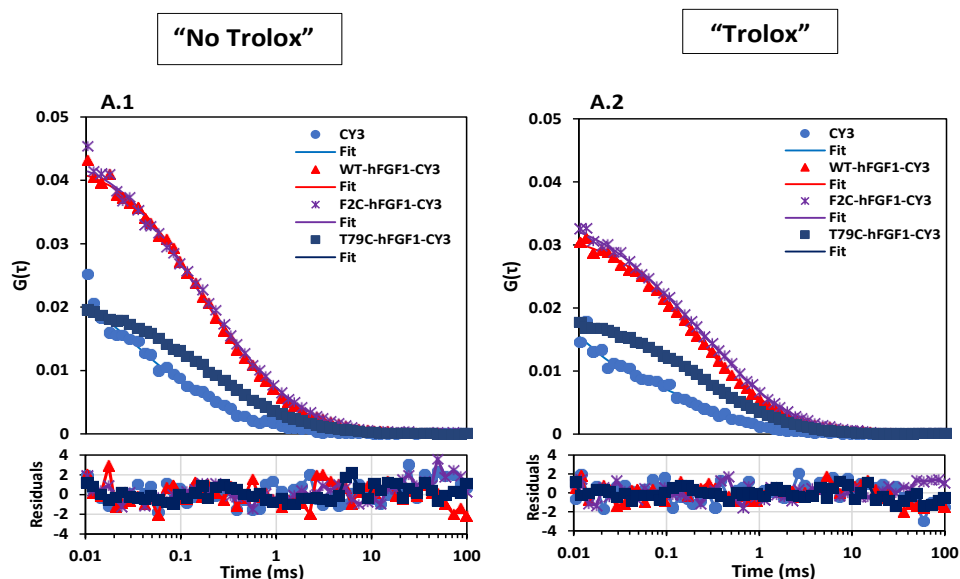 “No Trolox”
“Trolox”
A.1
0.05
0.04
0.03
0.02
0.01
0
G(τ)
CY3
Fit
WT-hFGF1-CY3
Fit
F2C-hFGF1-CY3
Fit
T79C-hFGF1-CY3
Fit
4
2
0
-2
-4
Residuals
0.01 0.1 1 10 100
Time (ms)
A.2
0.05
0.04
0.03
0.02
0.01
0
G(τ)
CY3
Fit
WT-hFGF1-CY3
Fit
F2C-hFGF1-CY3
Fit
T79C-hFGF1-CY3
Fit
4
2
0
-2
-4
Residuals
0.01 0.1 1 10 100
Time (ms)